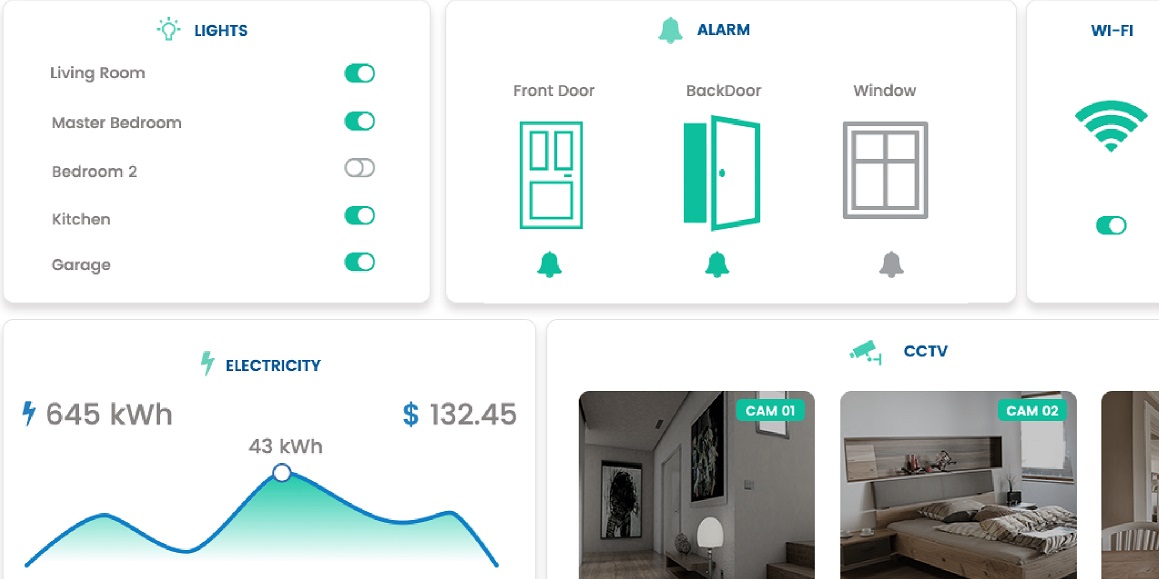 LIGHTS
Living Room
Master Bedroom
Bedroom 2
Kitchen
Garage
ALARM
Front Door
BackDoor
Window
WI-FI
ELECTRICITY
645 kWh
$ 132.45
43 kWh
CCTV
CAM 01
CAM 02